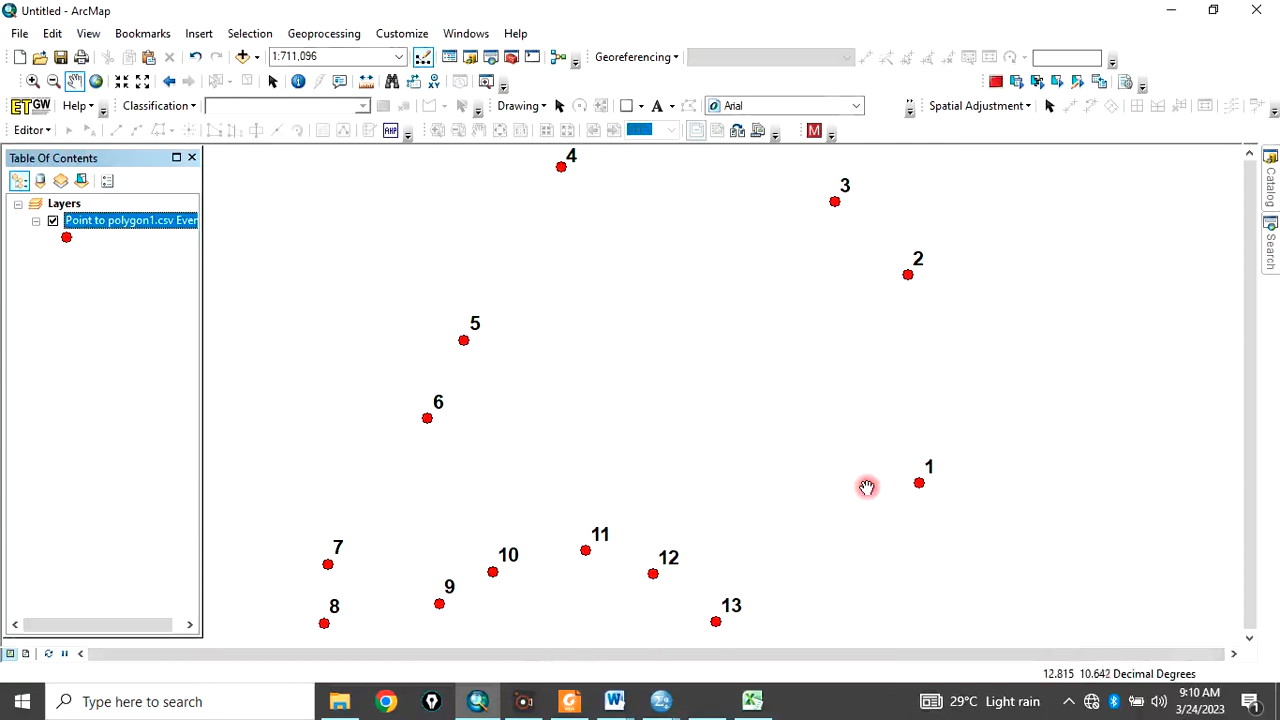 Untitled - ArcMap
File Edit View Bookmarks Insert Selection Geoprocessing Customize Windows Help
1:711,096 Georeferencing
ET GW Help Classification Drawing A Arial Spatial Adjustment
Editor AHP M
Table Of Contents
Layers
Point to polygon1.csv Even
4
3
2
5
6
1
7
11
10
12
9
8
13
12.815 10.642 Decimal Degrees
Type here to search
29°C Light rain
9:10 AM
3/24/2023
1